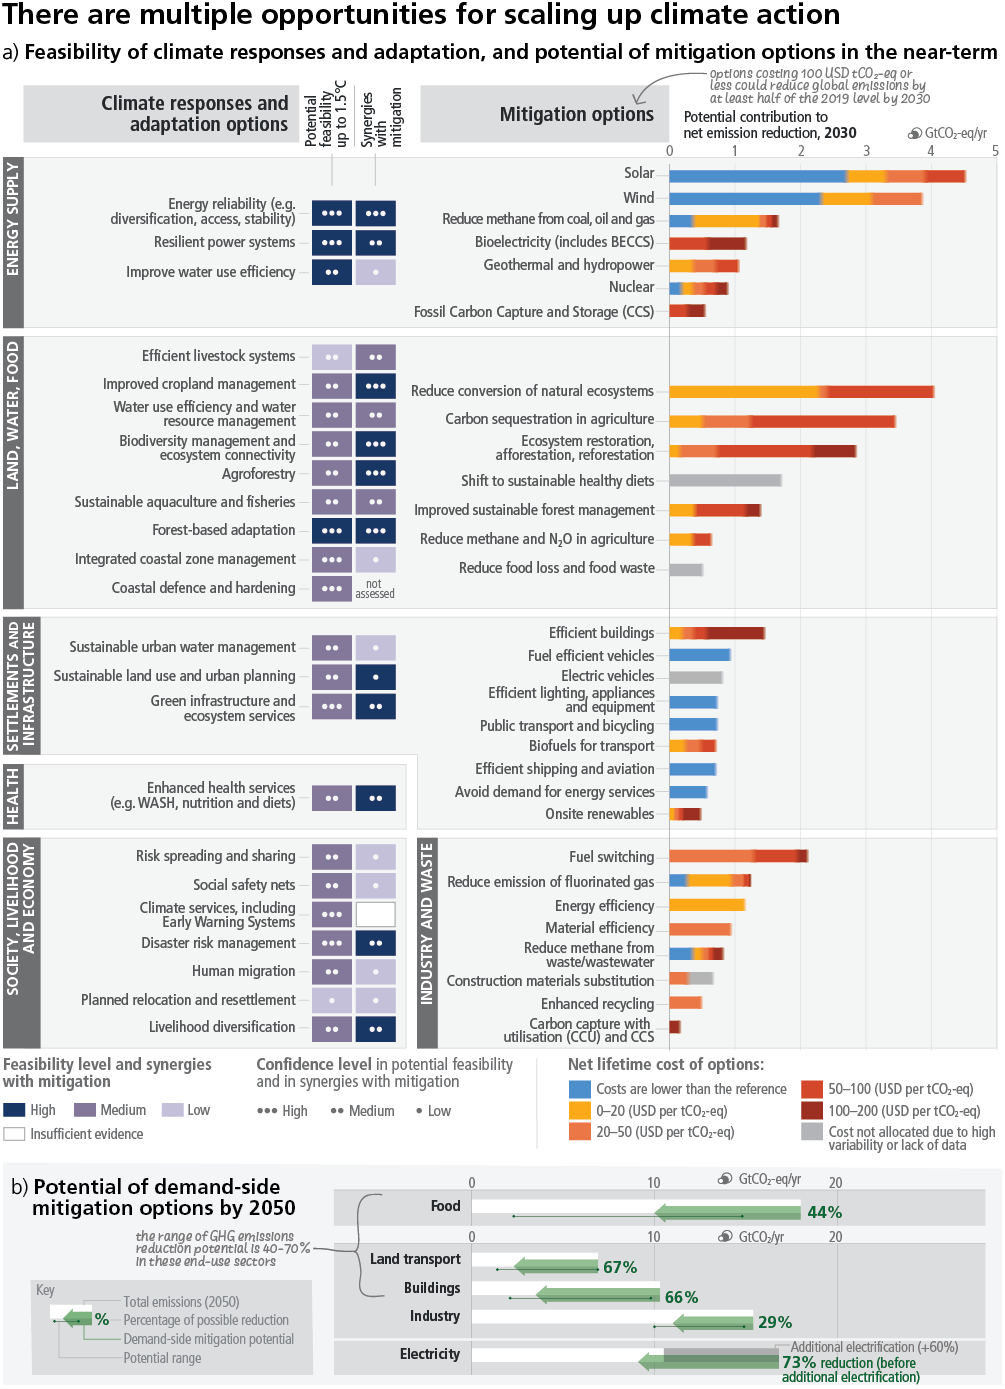 There are multiple opportunities for scaling up climate action
a) Feasibility of climate responses and adaptation, and potential of mitigation options in the near-term
options costing 100 USD tCO₂-eq or
less could reduce global emissions by
at least half of the 2019 level by 2030
Climate responses and
adaptation options
Potential
feasibility
up to 1.5°C
Synergies
with
mitigation
Mitigation options
Potential contribution to
net emission reduction, 2030
GtCO₂-eq/yr
0 1 2 3 4 5
ENERGY SUPPLY
Energy reliability (e.g.
diversification, access, stability)
Resilient power systems
Improve water use efficiency
Solar
Wind
Reduce methane from coal, oil and gas
Bioelectricity (includes BECCS)
Geothermal and hydropower
Nuclear
Fossil Carbon Capture and Storage (CCS)
LAND, WATER, FOOD
Efficient livestock systems
Improved cropland management
Water use efficiency and water
resource management
Biodiversity management and
ecosystem connectivity
Agroforestry
Sustainable aquaculture and fisheries
Forest-based adaptation
Integrated coastal zone management
Coastal defence and hardening
not
assessed
Reduce conversion of natural ecosystems
Carbon sequestration in agriculture
Ecosystem restoration,
afforestation, reforestation
Shift to sustainable healthy diets
Improved sustainable forest management
Reduce methane and N₂O in agriculture
Reduce food loss and food waste
SETTLEMENTS AND
INFRASTRUCTURE
Sustainable urban water management
Sustainable land use and urban planning
Green infrastructure and
ecosystem services
Efficient buildings
Fuel efficient vehicles
Electric vehicles
Efficient lighting, appliances
and equipment
Public transport and bicycling
Biofuels for transport
Efficient shipping and aviation
Avoid demand for energy services
Onsite renewables
HEALTH
Enhanced health services
(e.g. WASH, nutrition and diets)
SOCIETY, LIVELIHOOD
AND ECONOMY
Risk spreading and sharing
Social safety nets
Climate services, including
Early Warning Systems
Disaster risk management
Human migration
Planned relocation and resettlement
Livelihood diversification
INDUSTRY AND WASTE
Fuel switching
Reduce emission of fluorinated gas
Energy efficiency
Material efficiency
Reduce methane from
waste/wastewater
Construction materials substitution
Enhanced recycling
Carbon capture with
utilisation (CCU) and CCS
Feasibility level and synergies
with mitigation
High Medium Low
Insufficient evidence
Confidence level in potential feasibility
and in synergies with mitigation
High Medium Low
Net lifetime cost of options:
Costs are lower than the reference
0–20 (USD per tCO₂-eq)
20–50 (USD per tCO₂-eq)
50–100 (USD per tCO₂-eq)
100–200 (USD per tCO₂-eq)
Cost not allocated due to high
variability or lack of data
b) Potential of demand-side
mitigation options by 2050
the range of GHG emissions
reduction potential is 40-70%
in these end-use sectors
Key
Total emissions (2050)
% Percentage of possible reduction
Demand-side mitigation potential
Potential range
0 10 GtCO₂-eq/yr 20
Food 44%
0 10 GtCO₂/yr 20
Land transport 67%
Buildings 66%
Industry 29%
Electricity
Additional electrification (+60%)
73% reduction (before
additional electrification)